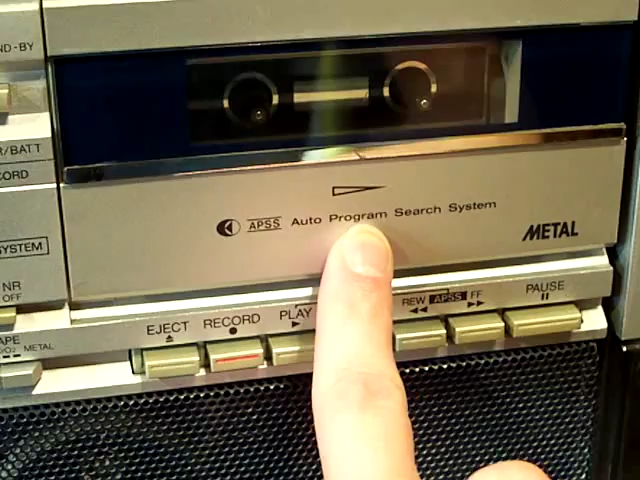 ND-BY
R/BATT
CORD
SYSTEM
NR
OFF
APE
METAL
APSS Auto Program Search System
METAL
EJECT RECORD PLAY REW APSS FF PAUSE